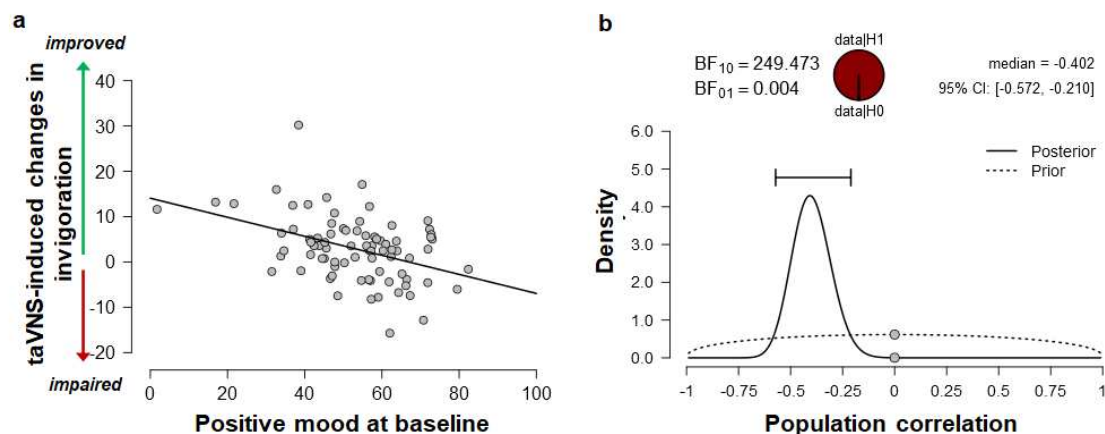 a
improved
taVNS-induced changes in
invigoration
40
30
20
10
0
-10
-20
impaired
0 20 40 60 80 100
Positive mood at baseline
b
data|H1
BF10 = 249.473
BF01 = 0.004
data|H0
median = -0.402
95% CI: [-0.572, -0.210]
Posterior
Prior
Density
6.0
5.0
4.0
3.0
2.0
1.0
0.0
-1 -0.75 -0.5 -0.25 0 0.25 0.5 0.75 1
Population correlation